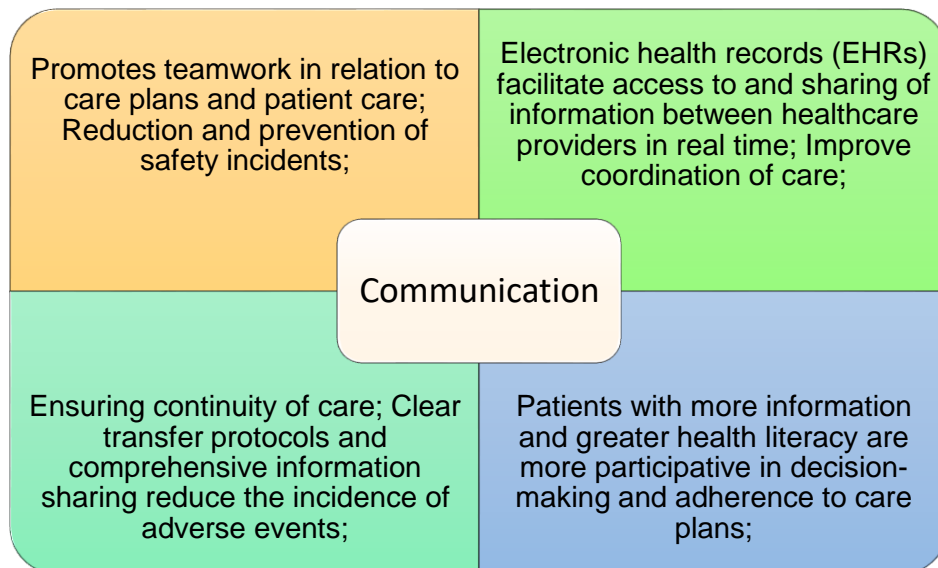 Promotes teamwork in relation to
care plans and patient care;
Reduction and prevention of
safety incidents;
Electronic health records (EHRs)
facilitate access to and sharing of
information between healthcare
providers in real time; Improve
coordination of care;
Communication
Ensuring continuity of care; Clear
transfer protocols and
comprehensive information
sharing reduce the incidence of
adverse events;
Patients with more information
and greater health literacy are
more participative in decision-
making and adherence to care
plans;